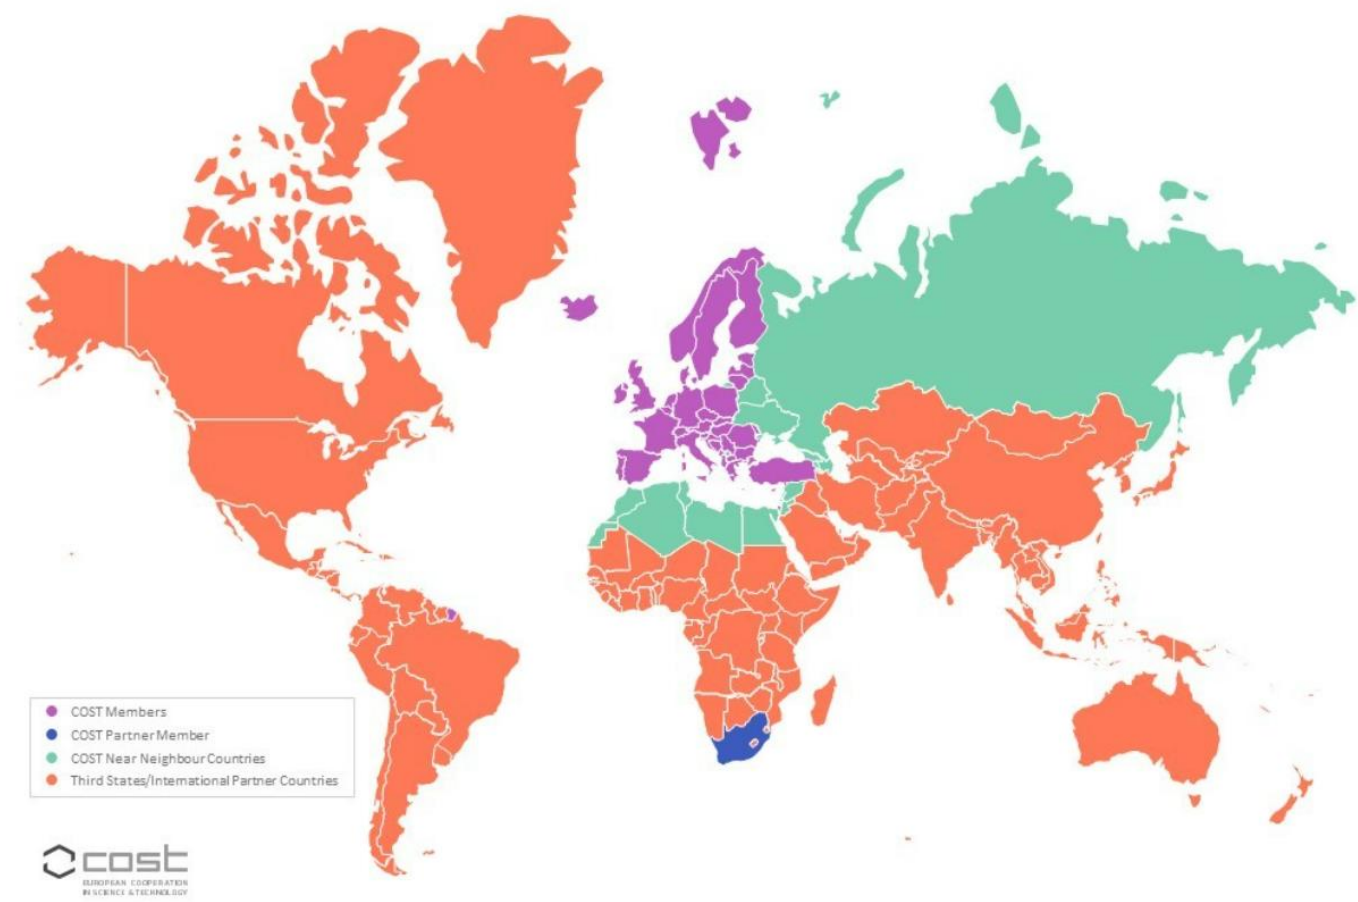 COST Members
COST Partner Member
COST Near Neighbour Countries
Third States/International Partner Countries
cost
EUROPEAN COOPERATION
IN SCIENCE & TECHNOLOGY